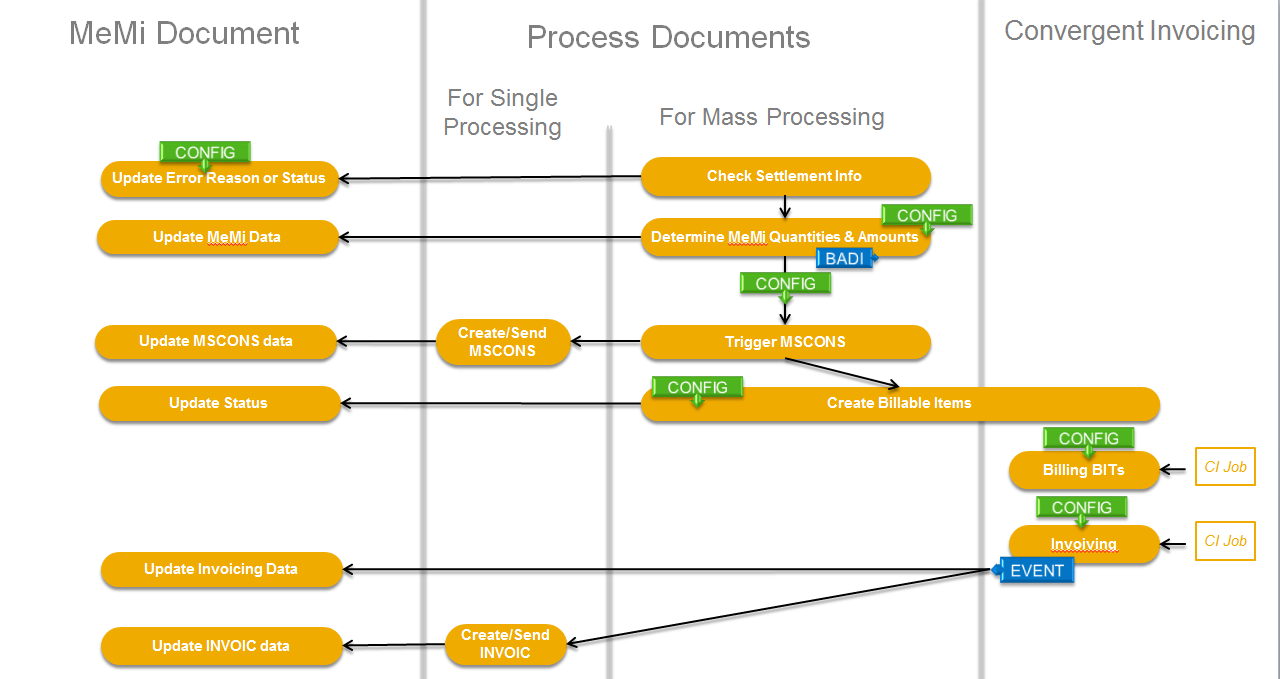 MeMi Document
Process Documents
Convergent Invoicing
For Single
Processing
For Mass Processing
CONFIG
Update Error Reason or Status
Check Settlement Info
CONFIG
Update MeMi Data
Determine MeMi Quantities & Amounts
BADI
CONFIG
Update MSCONS data
Create/Send
MSCONS
Trigger MSCONS
CONFIG
Update Status
Create Billable Items
CONFIG
Billing BITs
CI Job
CONFIG
Invoiving
CI Job
Update Invoicing Data
EVENT
Update INVOIC data
Create/Send
INVOIC